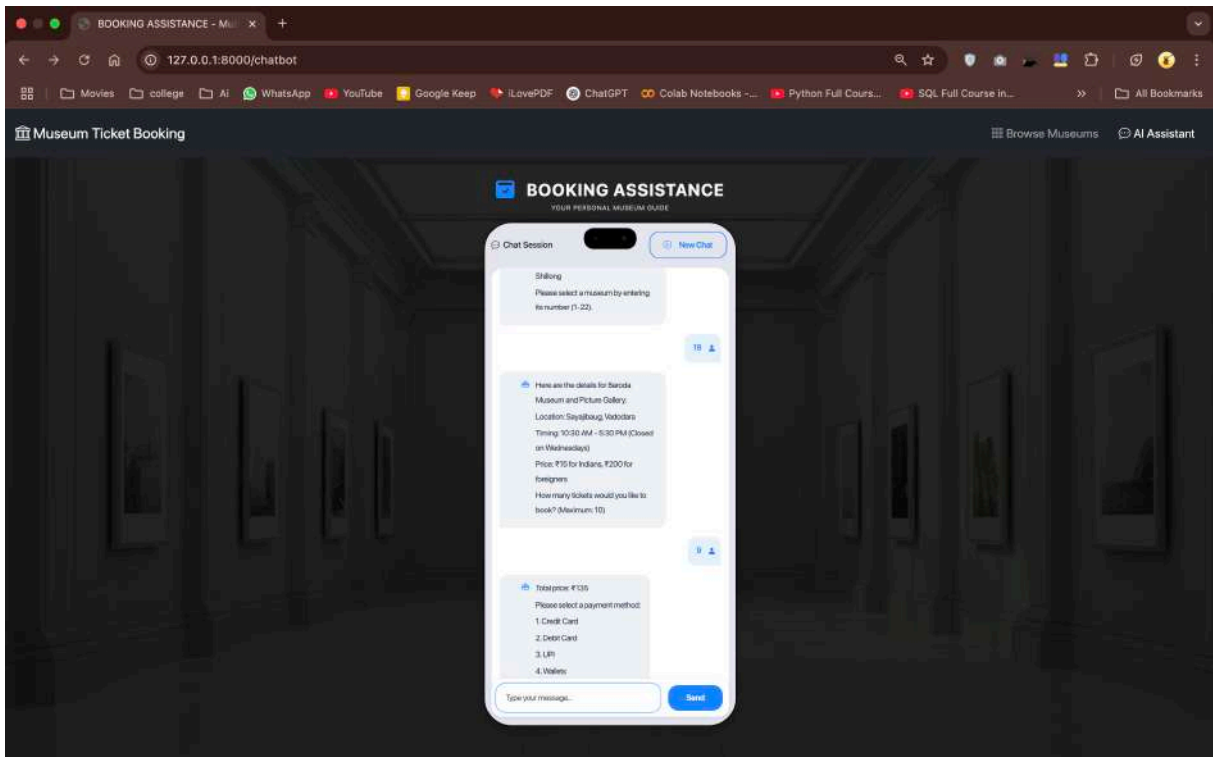 BOOKING ASSISTANCE - Mu
127.0.0.1:8000/chatbot
Movies college Ai WhatsApp YouTube Google Keep iLovePDF ChatGPT Colab Notebooks -... Python Full Cours... SQL Full Course in... » All Bookmarks
Museum Ticket Booking Browse Museums AI Assistant
BOOKING ASSISTANCE
YOUR PERSONAL MUSEUM GUIDE
Chat Session New Chat
Shillong
Please select a museum by entering
its number (1-22).
18
Here are the details for Baroda
Museum and Picture Gallery:
Location: Sayajibaug, Vadodara
Timing: 10:30 AM - 5:30 PM (Closed
on Wednesdays)
Price: ₹15 for Indians, ₹200 for
foreigners
How many tickets would you like to
book? (Maximum: 10)
9
Total price: ₹135
Please select a payment method:
1. Credit Card
2. Debit Card
3. UPI
4. Wallets
Type your message... Send